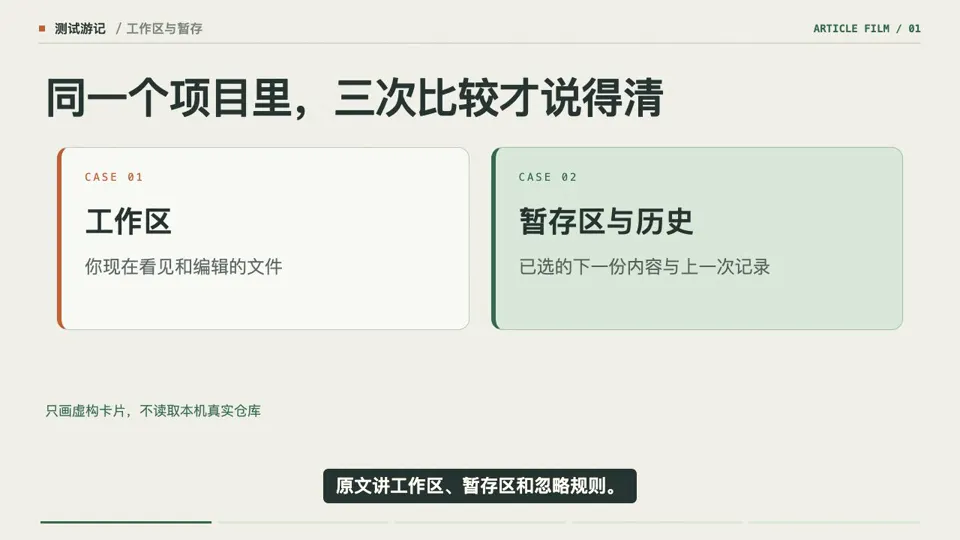 测试游记 / 工作区与暂存
ARTICLE FILM / 01
同一个项目里，三次比较才说得清
CASE 01
工作区
你现在看见和编辑的文件
CASE 02
暂存区与历史
已选的下一份内容与上一次记录
只画虚构卡片，不读取本机真实仓库
原文讲工作区、暂存区和忽略规则。